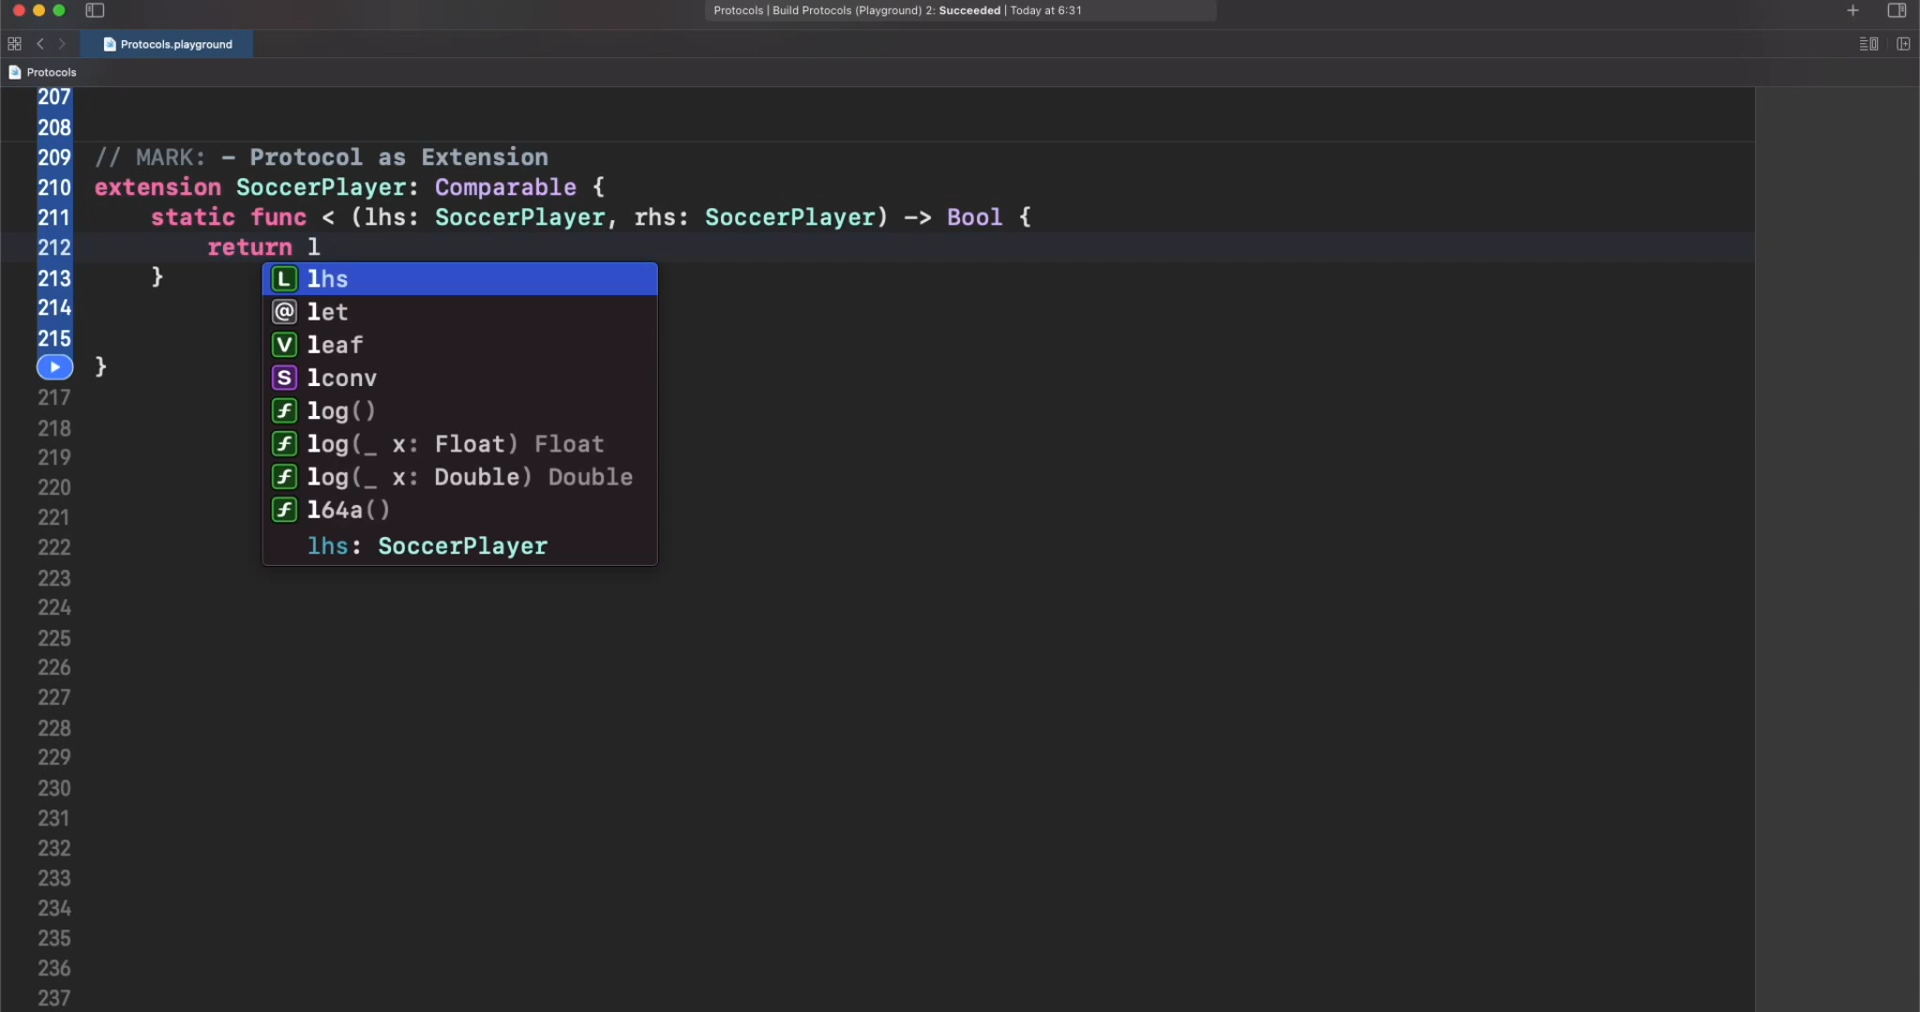 Protocols | Build Protocols (Playground) 2: Succeeded | Today at 6:31
Protocols.playground
Protocols
207
208
209 // MARK: - Protocol as Extension
210 extension SoccerPlayer: Comparable {
211 static func < (lhs: SoccerPlayer, rhs: SoccerPlayer) -> Bool {
212 return l
L lhs
213 }
@ let
214
V leaf
215
}
S lconv
217
f log()
218
f log(_ x: Float) Float
219
f log(_ x: Double) Double
220
f l64a()
221
lhs: SoccerPlayer
222
223
224
225
226
227
228
229
230
231
232
233
234
235
236
237